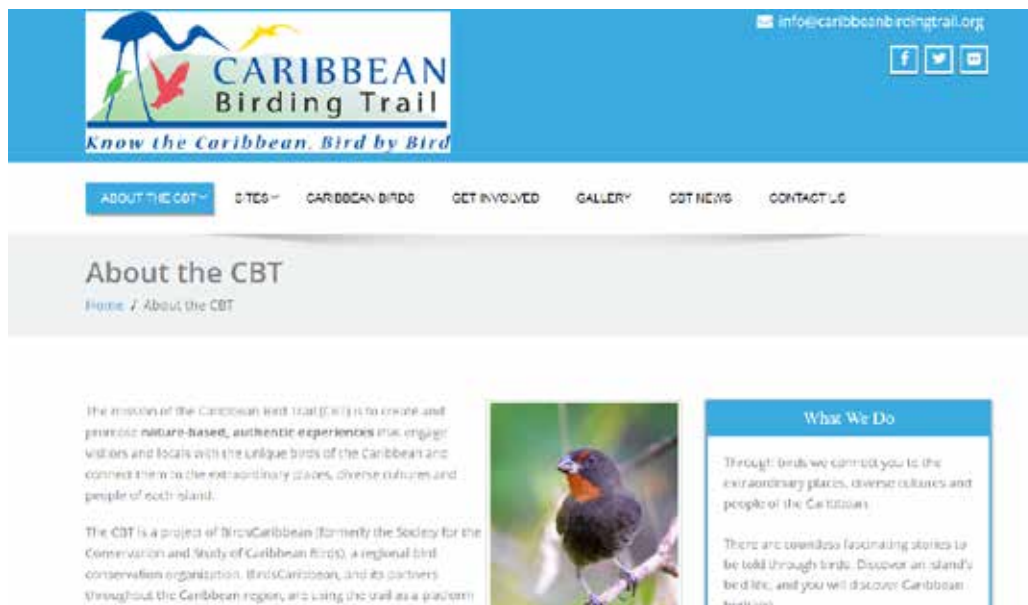 info@caribbeanbirdingtrail.org
CARIBBEAN
Birding Trail
Know the Caribbean, Bird by Bird
ABOUT THE CBT
SITES
CARIBBEAN BIRDS
GET INVOLVED
GALLERY
CBT NEWS
CONTACT US
About the CBT
Home / About the CBT
The mission of the Caribbean Bird Trail (CBT) is to create and
promote nature-based, authentic experiences that engage
visitors and locals with the unique birds of the Caribbean and
connect them to the extraordinary places, diverse cultures and
people of each island.
The CBT is a project of BirdsCaribbean (formerly the Society for the
Conservation and Study of Caribbean Birds), a regional bird
conservation organization. BirdsCaribbean, and its partners
throughout the Caribbean region, are using the trail as a platform
What We Do
Through birds we connect you to the
extraordinary places, diverse cultures and
people of the Caribbean.
There are countless fascinating stories to
be told through birds. Discover an island's
bird life, and you will discover Caribbean